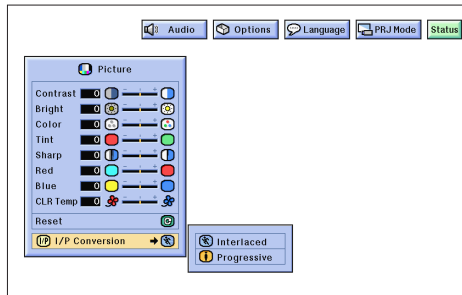 Audio Options Language PRJ Mode Status
Picture
Contrast 0
Bright 0
Color 0
Tint 0
Sharp 0
Red 0
Blue 0
CLR Temp 0
Reset
I/P I/P Conversion
Interlaced
Progressive